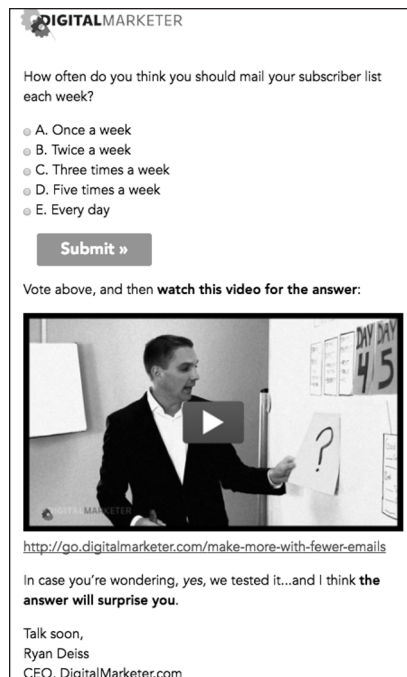 DIGITALMARKETER
How often do you think you should mail your subscriber list
each week?
A. Once a week
B. Twice a week
C. Three times a week
D. Five times a week
E. Every day
Submit »
Vote above, and then watch this video for the answer:
DAY 4
DAY 5
?
DIGITALMARKETER
http://go.digitalmarketer.com/make-more-with-fewer-emails
In case you’re wondering, yes, we tested it...and I think the
answer will surprise you.
Talk soon,
Ryan Deiss
CEO, DigitalMarketer.com